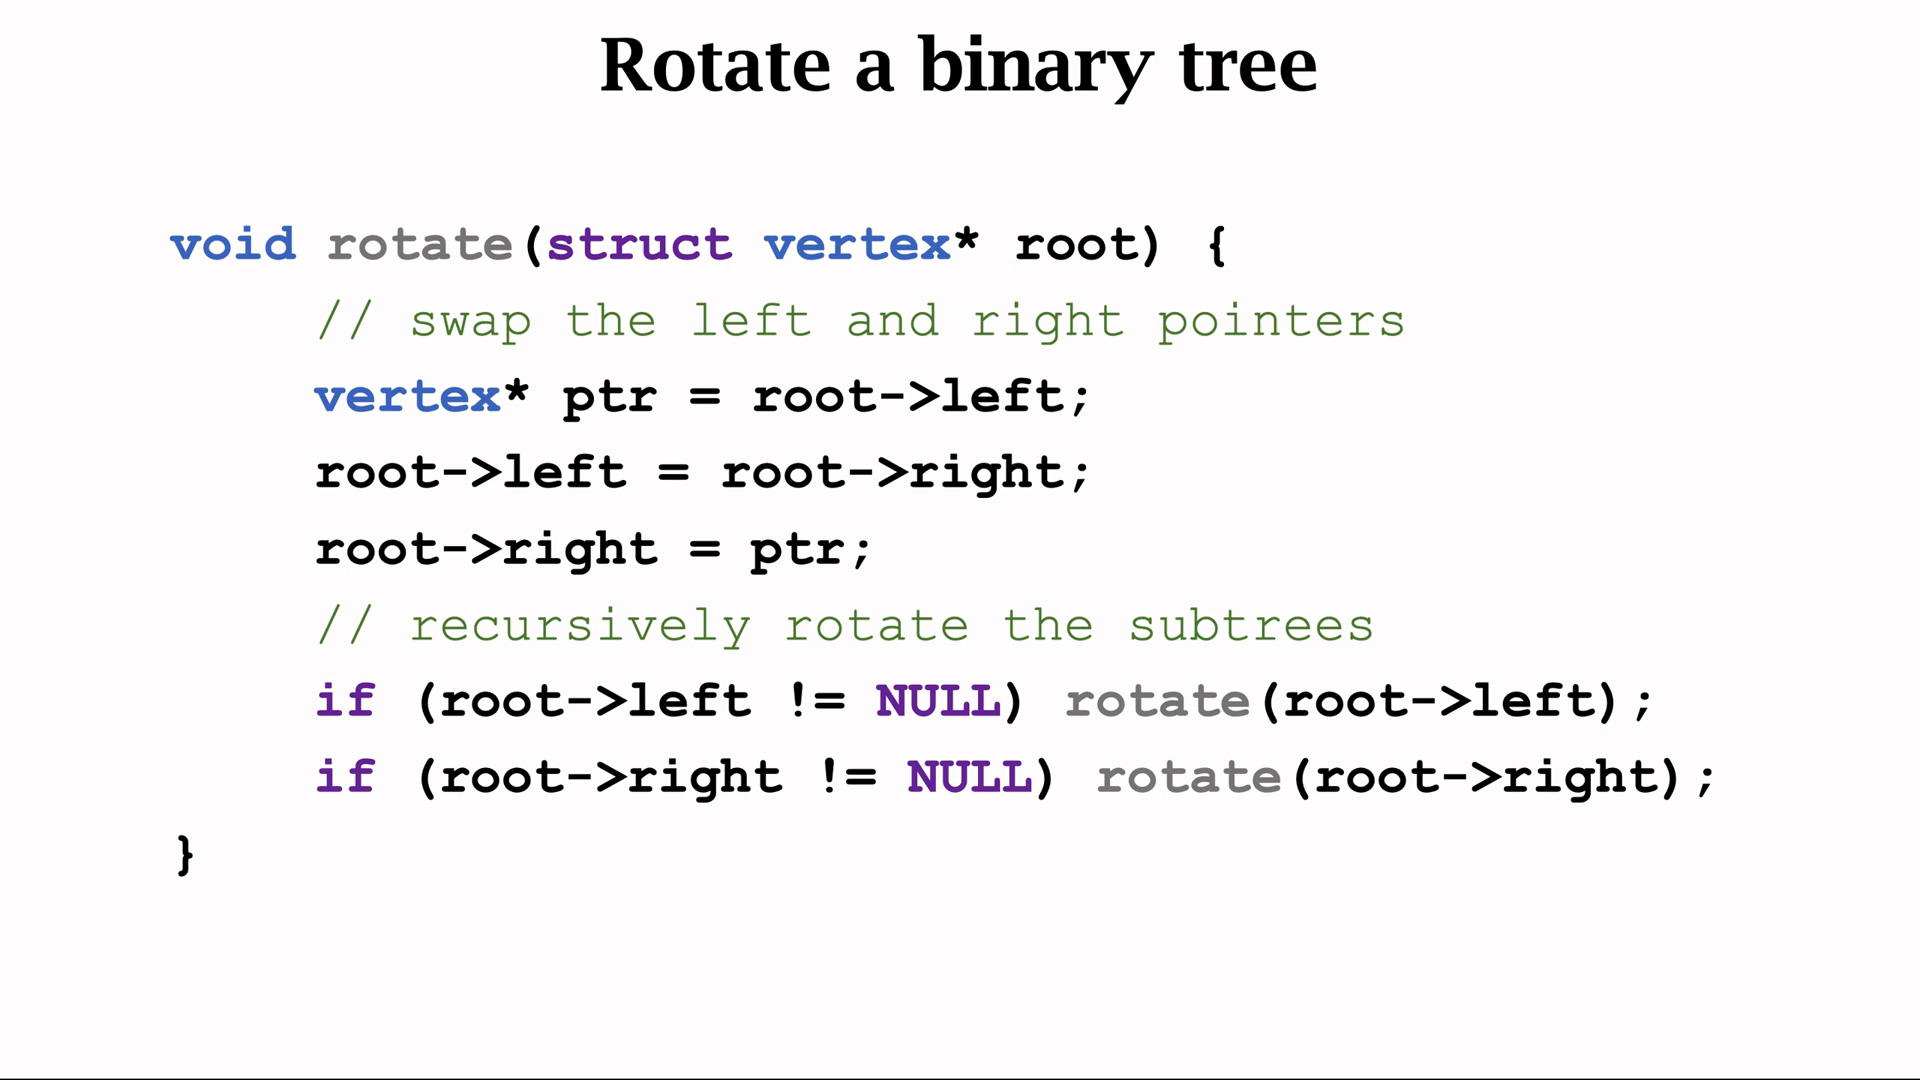 Rotate a binary tree
void rotate(struct vertex* root) {
// swap the left and right pointers
vertex* ptr = root->left;
root->left = root->right;
root->right = ptr;
// recursively rotate the subtrees
if (root->left != NULL) rotate(root->left);
if (root->right != NULL) rotate(root->right);
}